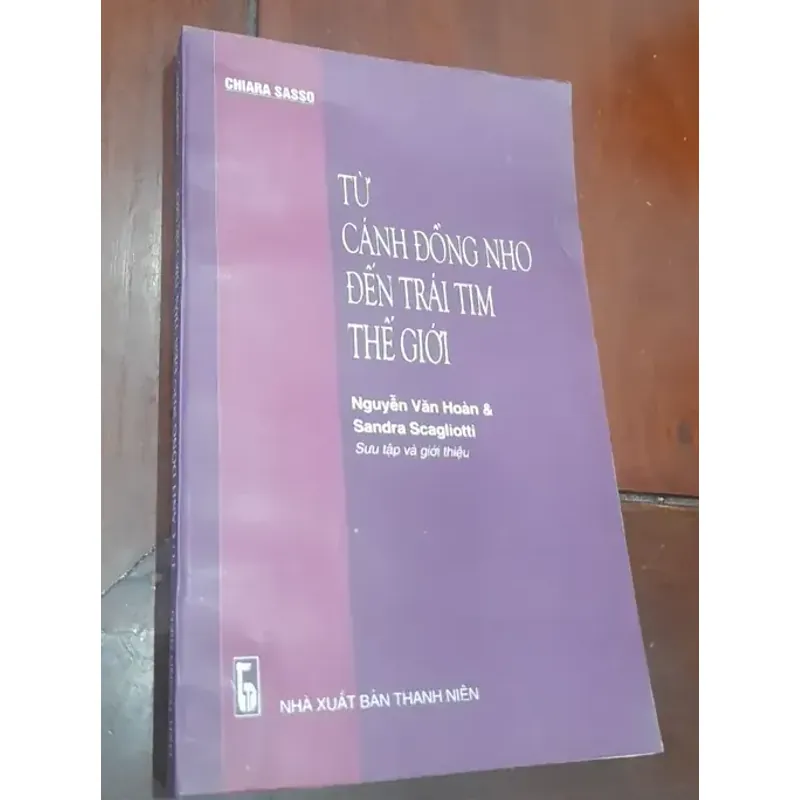 CHIARA SASSO
TỪ
CÁNH ĐỒNG NHO
ĐẾN TRÁI TIM
THẾ GIỚI
Nguyễn Văn Hoàn &
Sandra Scagliotti
Sưu tập và giới thiệu
NHÀ XUẤT BẢN THANH NIÊN